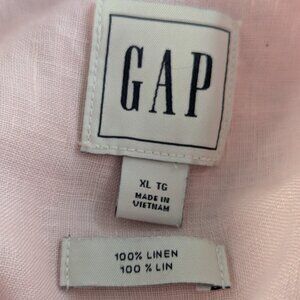 GAP
XL TG
MADE IN
VIETNAM
100% LINEN
100 % LIN